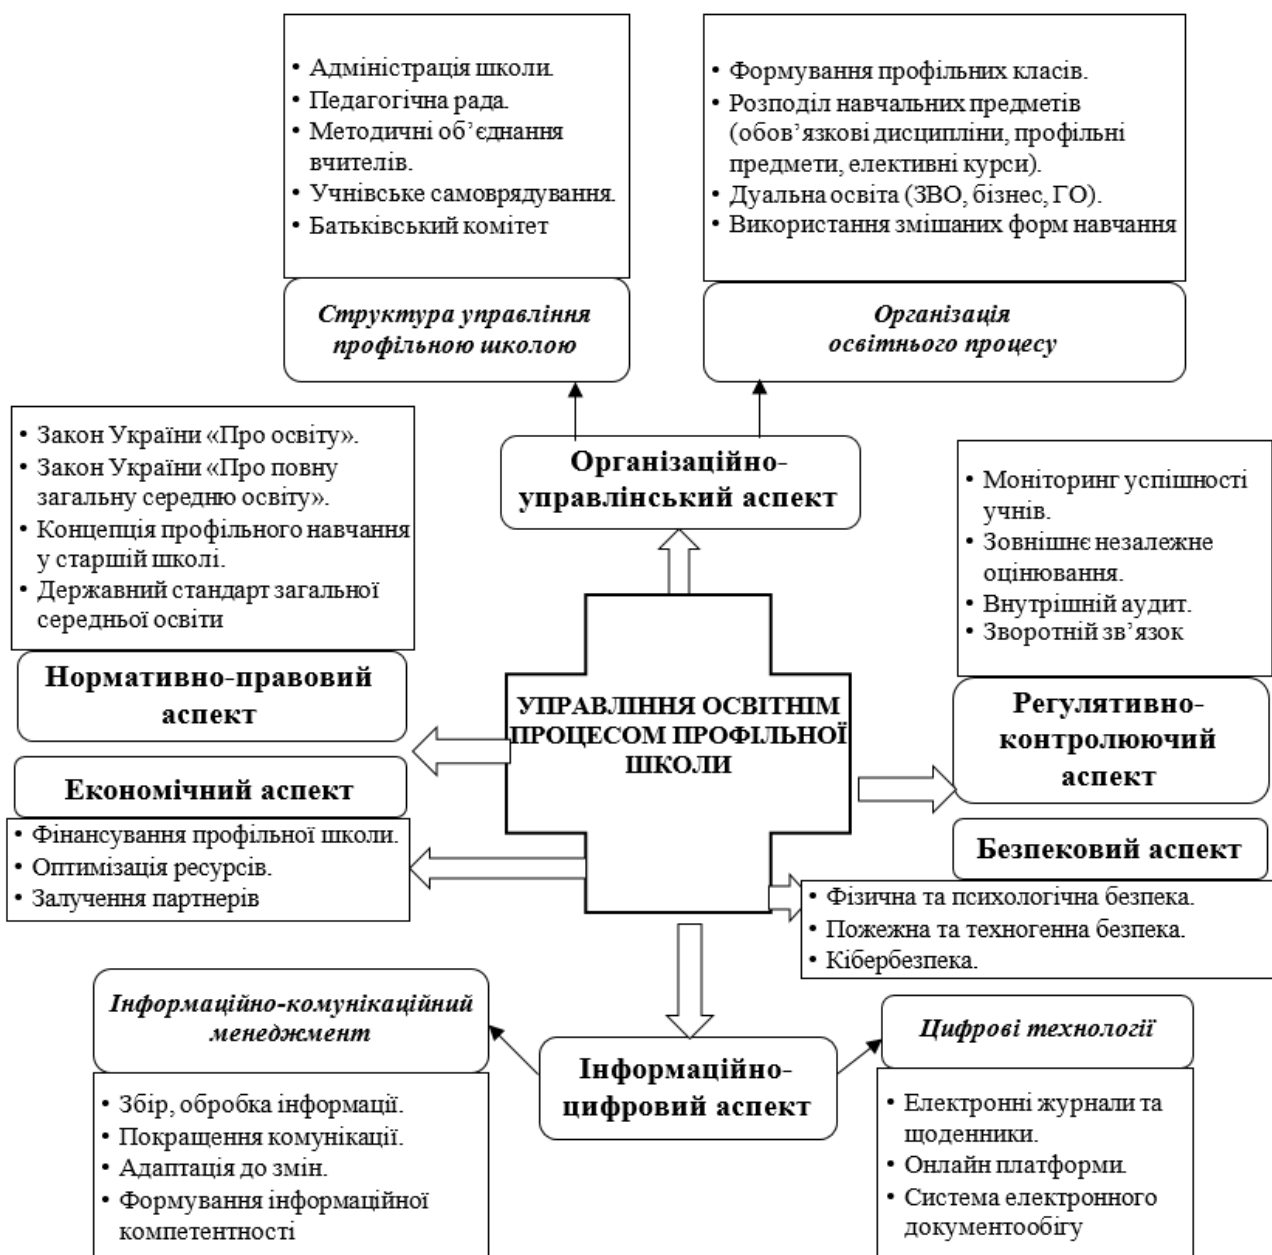 • Адміністрація школи.
• Педагогічна рада.
• Методичні об’єднання
вчителів.
• Учнівське самоврядування.
• Батьківський комітет
Структура управління
профільною школою
• Формування профільних класів.
• Розподіл навчальних предметів
(обов’язкові дисципліни, профільні
предмети, елективні курси).
• Дуальна освіта (ЗВО, бізнес, ГО).
• Використання змішаних форм навчання
Організація
освітнього процесу
Організаційно-
управлінський аспект
• Закон України «Про освіту».
• Закон України «Про повну
загальну середню освіту».
• Концепція профільного навчання
у старшій школі.
• Державний стандарт загальної
середньої освіти
Нормативно-правовий
аспект
Економічний аспект
• Фінансування профільної школи.
• Оптимізація ресурсів.
• Залучення партнерів
УПРАВЛІННЯ ОСВІТНІМ
ПРОЦЕСОМ ПРОФІЛЬНОЇ
ШКОЛИ
• Моніторинг успішності
учнів.
• Зовнішнє незалежне
оцінювання.
• Внутрішній аудит.
• Зворотній зв’язок
Регулятивно-
контролюючий
аспект
Безпековий аспект
• Фізична та психологічна безпека.
• Пожежна та техногенна безпека.
• Кібербезпека.
Інформаційно-комунікаційний
менеджмент
• Збір, обробка інформації.
• Покращення комунікації.
• Адаптація до змін.
• Формування інформаційної
компетентності
Інформаційно-
цифровий аспект
Цифрові технології
• Електронні журнали та
щоденники.
• Онлайн платформи.
• Система електронного
документообігу